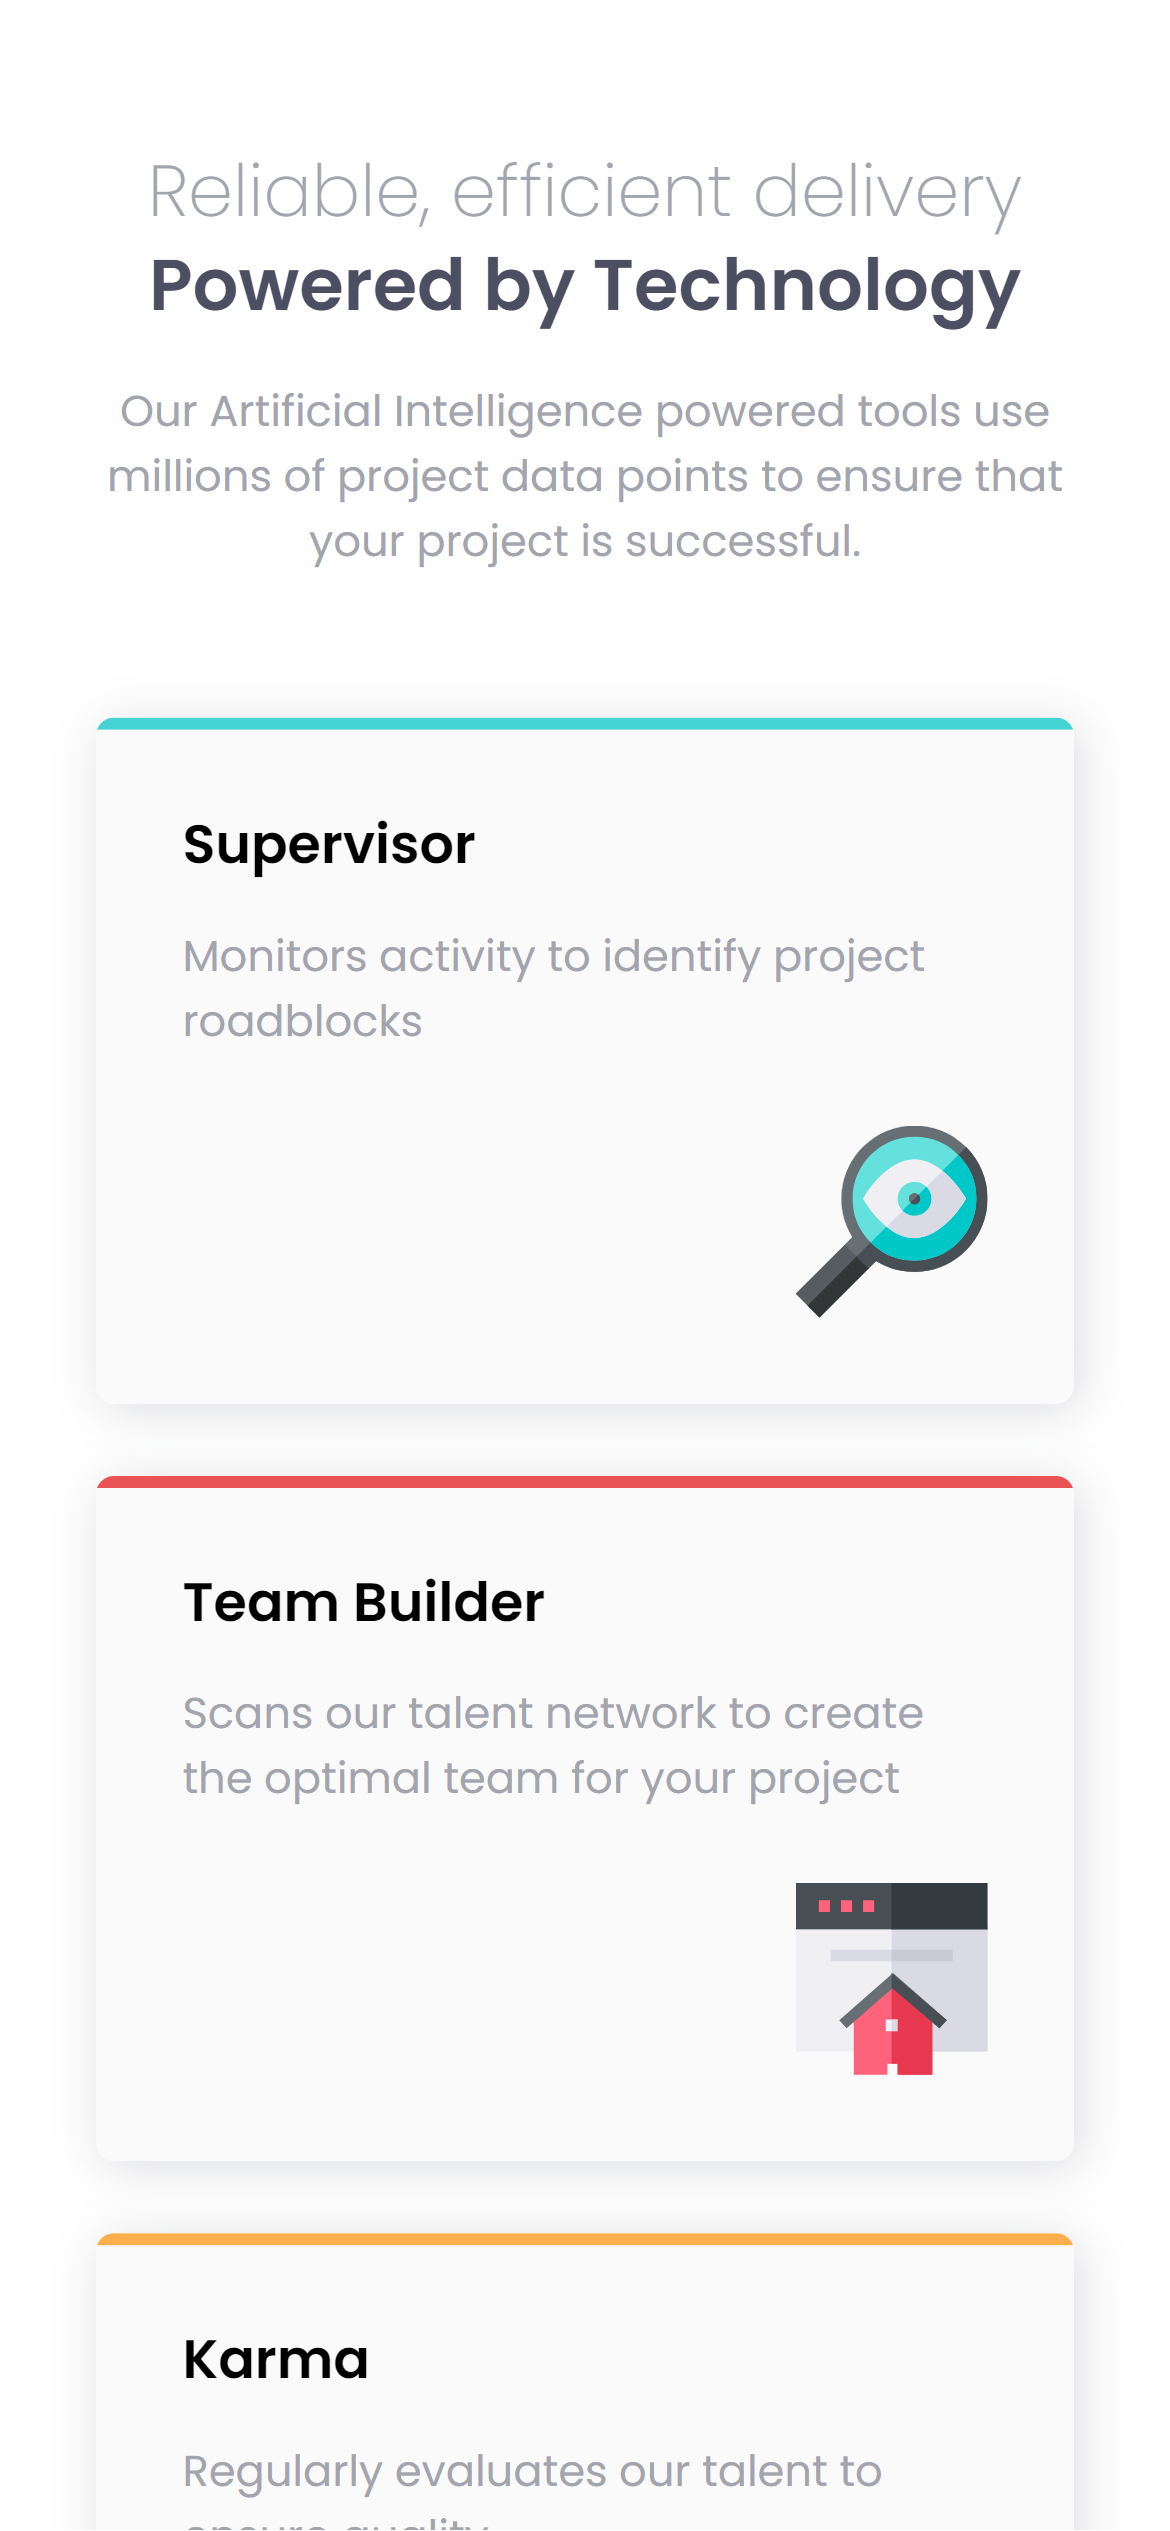 Reliable, efficient delivery
Powered by Technology
Our Artificial Intelligence powered tools use
millions of project data points to ensure that
your project is successful.
Supervisor
Monitors activity to identify project
roadblocks
Team Builder
Scans our talent network to create
the optimal team for your project
Karma
Regularly evaluates our talent to
ensure quality